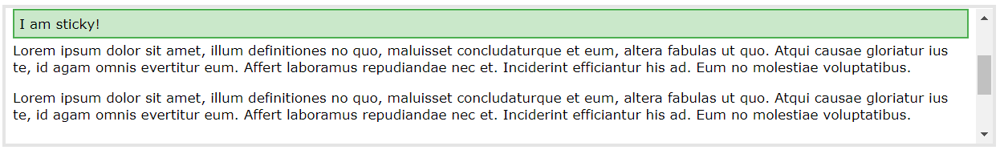 I am sticky!
Lorem ipsum dolor sit amet, illum definitiones no quo, maluisset concludaturque et eum, altera fabulas ut quo. Atqui causae gloriatur ius
te, id agam omnis evertitur eum. Affert laboramus repudiandae nec et. Inciderint efficiantur his ad. Eum no molestiae voluptatibus.
Lorem ipsum dolor sit amet, illum definitiones no quo, maluisset concludaturque et eum, altera fabulas ut quo. Atqui causae gloriatur ius
te, id agam omnis evertitur eum. Affert laboramus repudiandae nec et. Inciderint efficiantur his ad. Eum no molestiae voluptatibus.